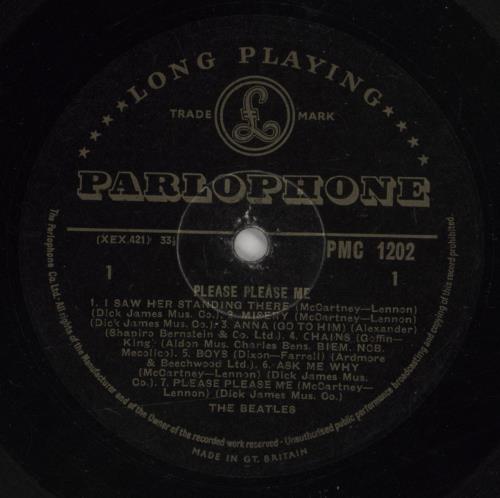 LONG PLAYING
TRADE MARK
£
PARLOPHONE
(XEX.421) 33⅓
PMC 1202
1 1
PLEASE PLEASE ME
1. I SAW HER STANDING THERE (McCartney—Lennon)
(Dick James Mus. Co.). 2. MISERY (McCartney—Lennon)
(Dick James Mus. Co.). 3. ANNA (GO TO HIM) (Alexander)
(Shapiro Bernstein & Co. Ltd.). 4. CHAINS (Goffin—
King) (Aldon Mus. Charles Bens. BIEM. NCB.
Mecolico). 5. BOYS (Dixon—Farrell) (Ardmore
& Beechwood Ltd.). 6. ASK ME WHY
(McCartney—Lennon) (Dick James Mus.
Co.). 7. PLEASE PLEASE ME (McCartney—
Lennon) (Dick James Mus. Co.)
THE BEATLES
The Parlophone Co. Ltd. All rights of the Manufacturer and of the Owner of the recorded work reserved - Unauthorised public performance broadcasting and copying of this record prohibited.
MADE IN GT. BRITAIN